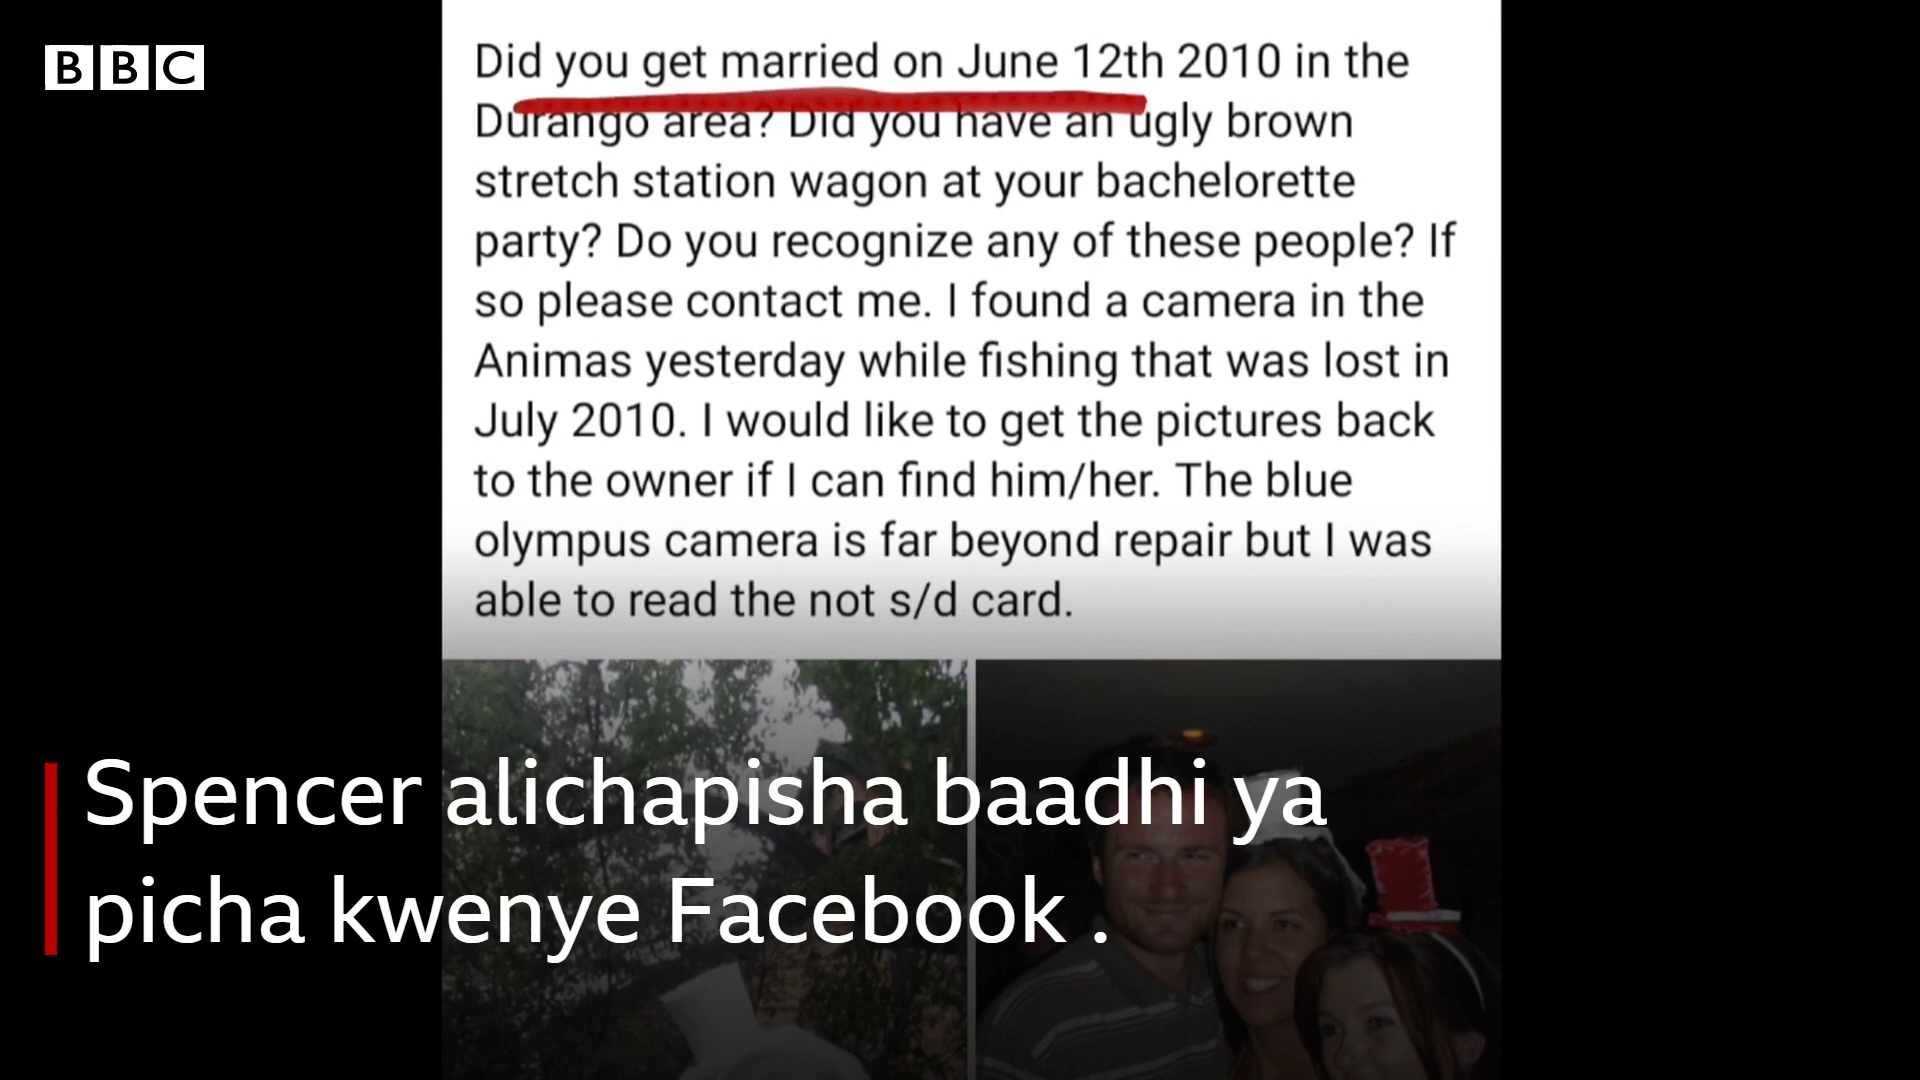 BBC
Did you get married on June 12th 2010 in the
Durango area? Did you have an ugly brown
stretch station wagon at your bachelorette
party? Do you recognize any of these people? If
so please contact me. I found a camera in the
Animas yesterday while fishing that was lost in
July 2010. I would like to get the pictures back
to the owner if I can find him/her. The blue
olympus camera is far beyond repair but I was
able to read the not s/d card.
Spencer alichapisha baadhi ya
picha kwenye Facebook .